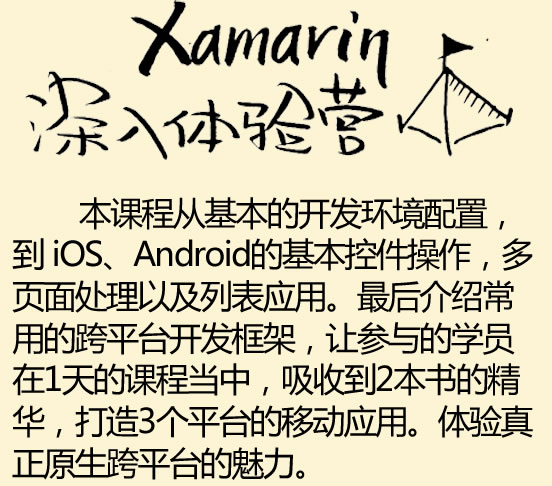 Xamarin
深入体验营
本课程从基本的开发环境配置，
到 iOS、Android的基本控件操作，多
页面处理以及列表应用。最后介绍常
用的跨平台开发框架，让参与的学员
在1天的课程当中，吸收到2本书的精
华，打造3个平台的移动应用。体验真
正原生跨平台的魅力。